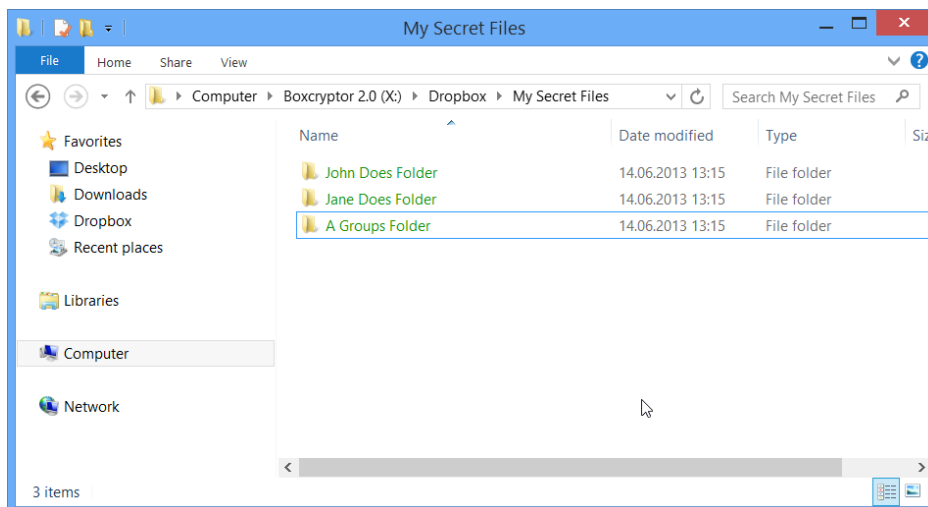 My Secret Files
File Home Share View
Computer Boxcryptor 2.0 (X:) Dropbox My Secret Files Search My Secret Files
Favorites
Desktop
Downloads
Dropbox
Recent places
Libraries
Computer
Network
Name Date modified Type Siz
John Does Folder 14.06.2013 13:15 File folder
Jane Does Folder 14.06.2013 13:15 File folder
A Groups Folder 14.06.2013 13:15 File folder
3 items